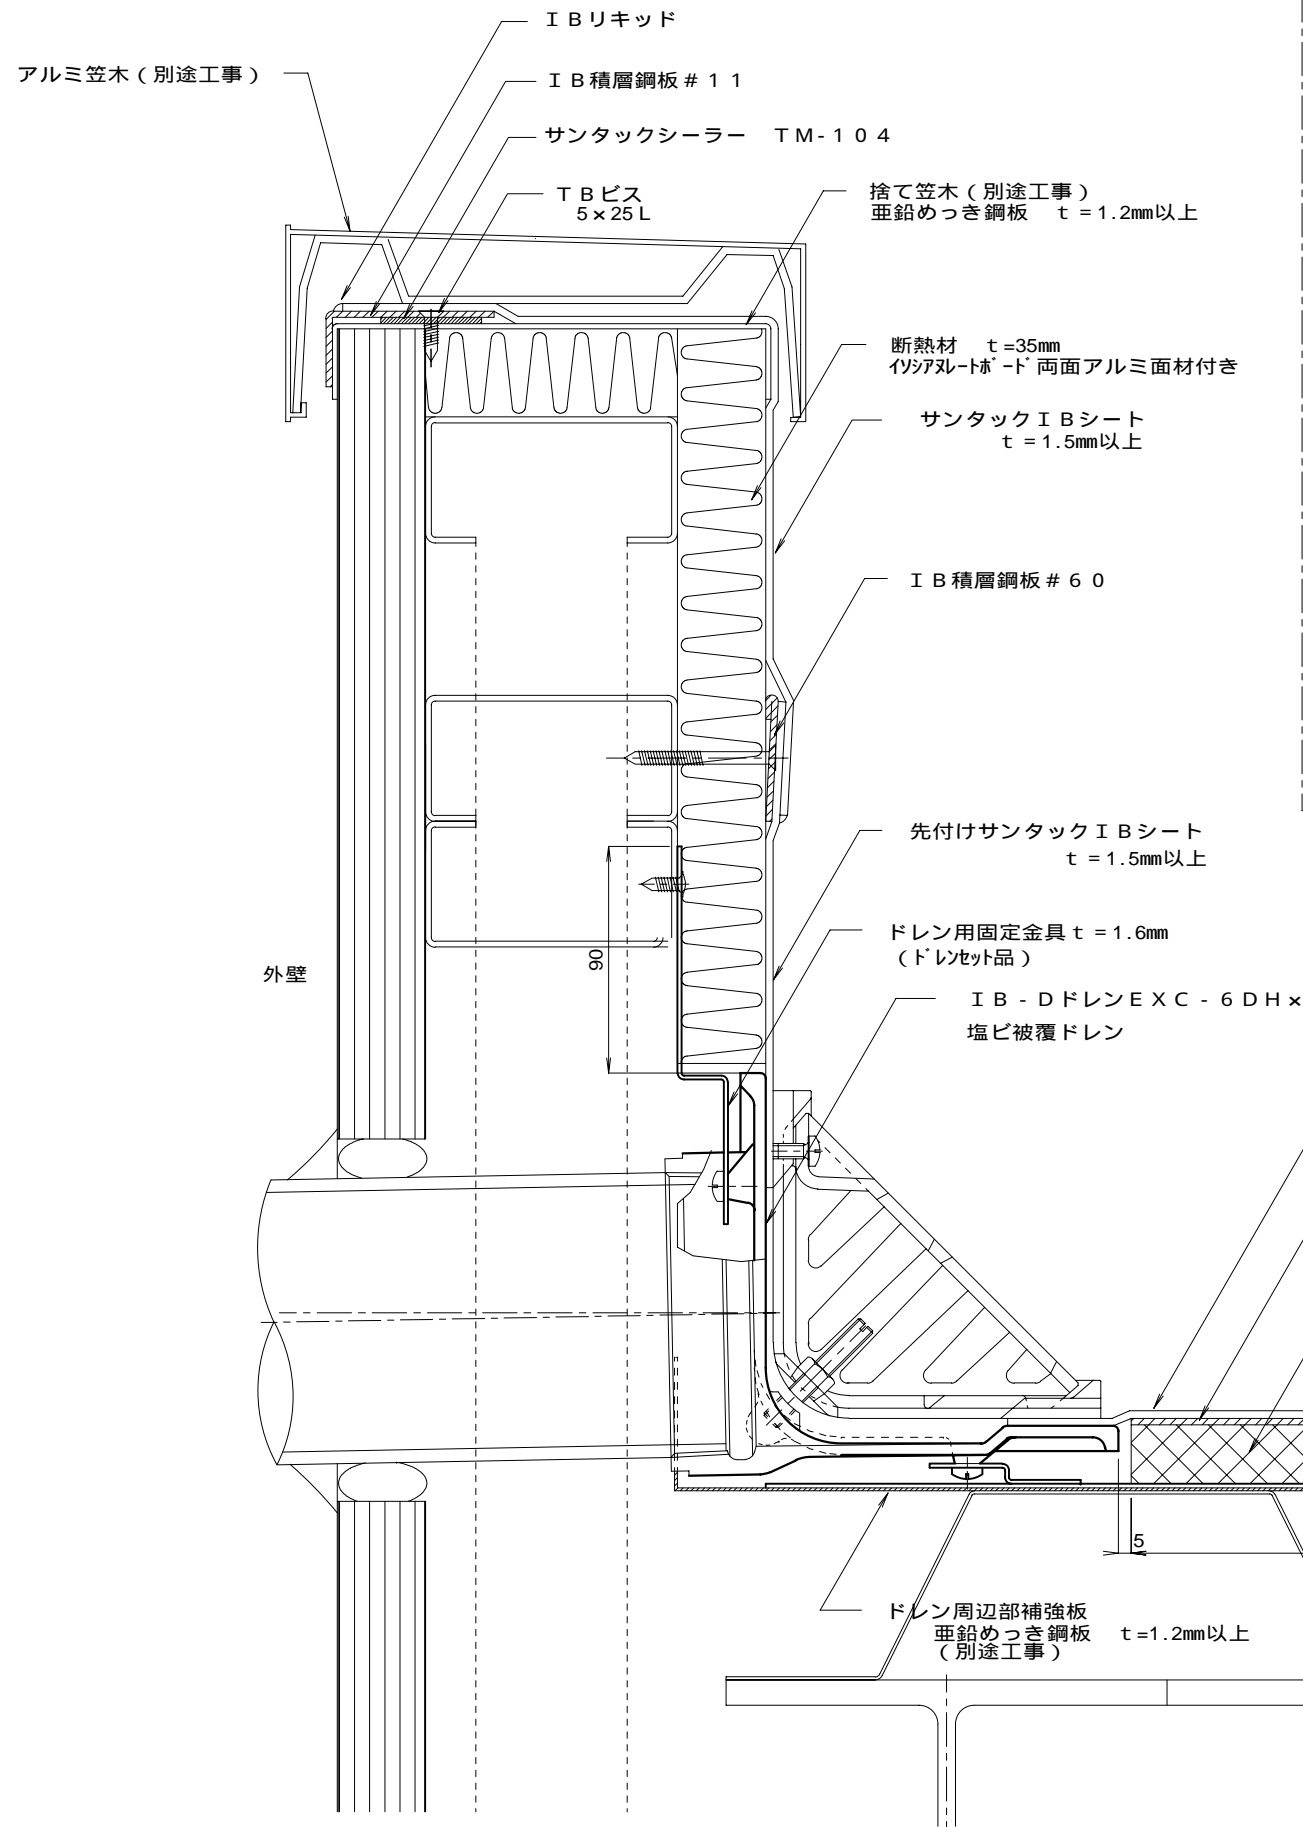 ＩＢリキッド
アルミ笠木（別途工事）
ＩＢ積層鋼板＃１１
サンタックシーラー　ＴＭ-１０４
ＴＢビス
5×25Ｌ
捨て笠木（別途工事）
亜鉛めっき鋼板　ｔ＝1.2mm以上
断熱材　ｔ=35mm
ｲｿｼｱﾇﾚｰﾄﾎﾞｰﾄﾞ両面アルミ面材付き
サンタックＩＢシート
ｔ＝1.5mm以上
ＩＢ積層鋼板＃６０
先付けサンタックＩＢシート
ｔ＝1.5mm以上
ドレン用固定金具ｔ＝1.6mm
（ﾄﾞﾚﾝｾｯﾄ品）
90
外壁
ＩＢ-ＤドレンＥＸＣ-６ＤＨ×
塩ビ被覆ドレン
5
ドレン周辺部補強板
亜鉛めっき鋼板　ｔ=1.2mm以上
（別途工事）